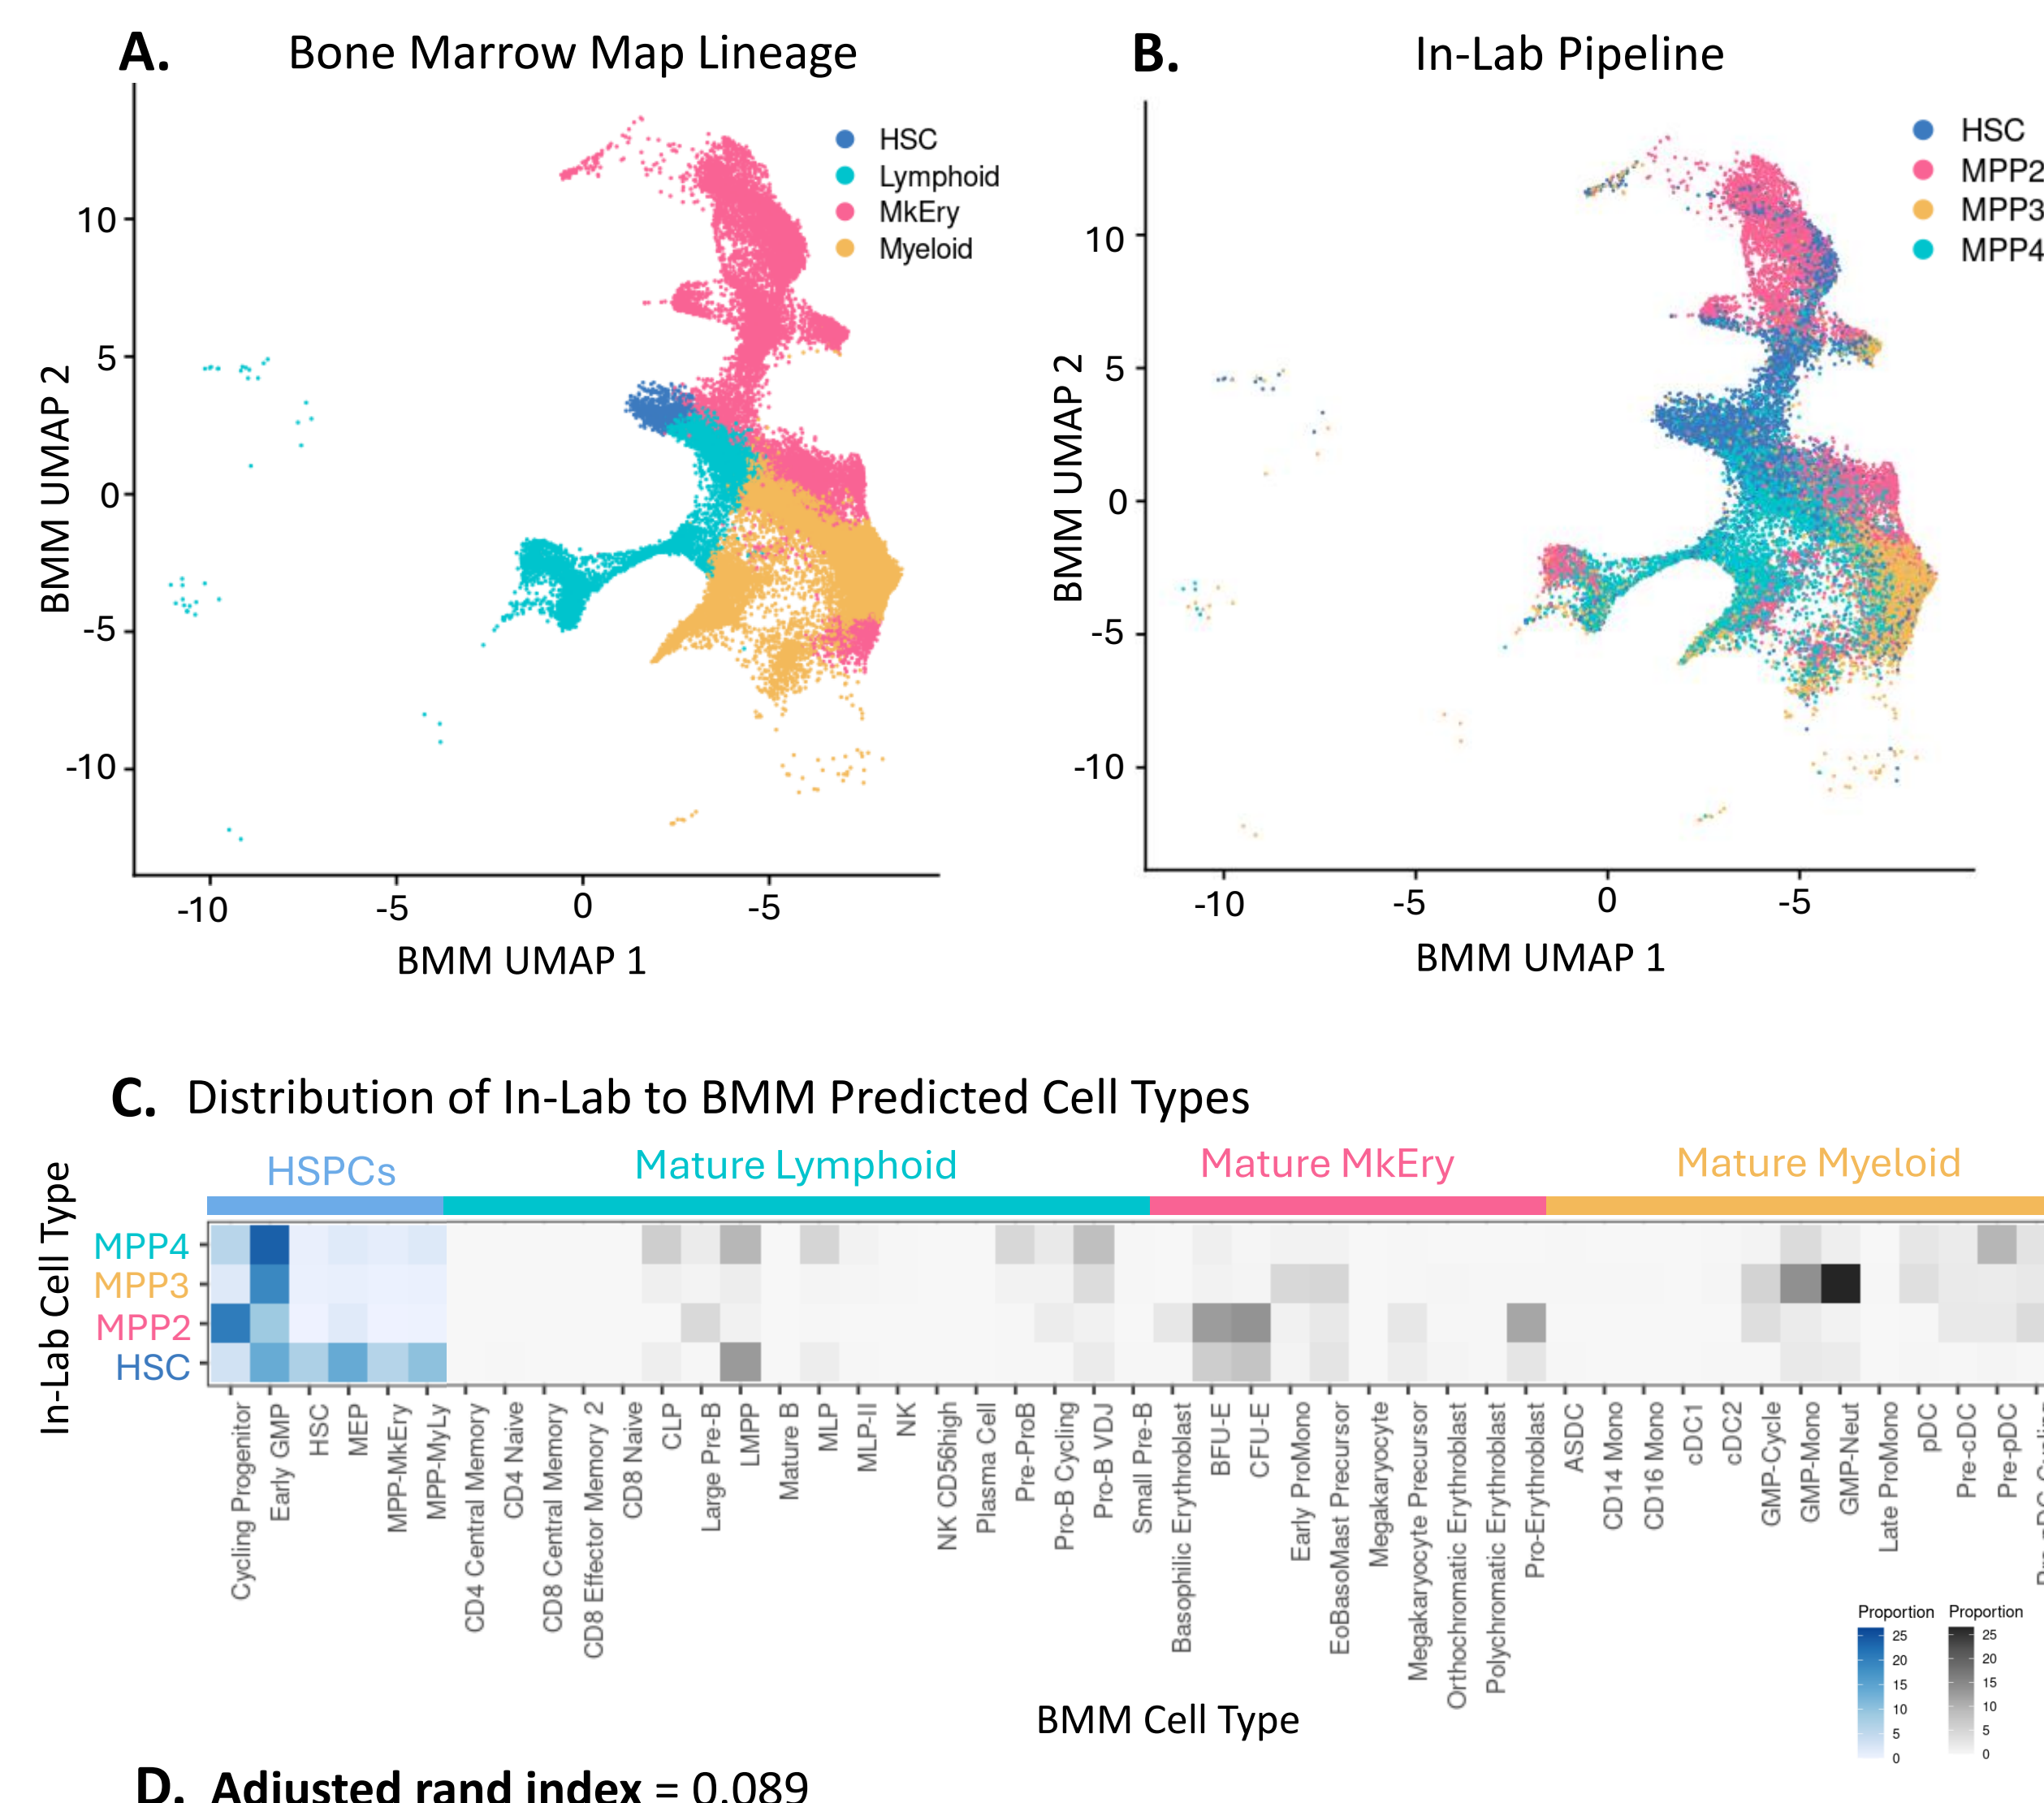 A. Bone Marrow Map Lineage
HSC
Lymphoid
MkEry
Myeloid
BMM UMAP 2
10
5
0
-5
-10
-10 -5 0 -5
BMM UMAP 1
B. In-Lab Pipeline
HSC
MPP2
MPP3
MPP4
BMM UMAP 2
10
5
0
-5
-10
-10 -5 0 -5
BMM UMAP 1
C. Distribution of In-Lab to BMM Predicted Cell Types
HSPCs Mature Lymphoid Mature MkEry Mature Myeloid
In-Lab Cell Type
MPP4
MPP3
MPP2
HSC
Cycling Progenitor
Early GMP
HSC
MEP
MPP-MkEry
MPP-MyLy
CD4 Central Memory
CD4 Naive
CD8 Central Memory
CD8 Effector Memory 2
CD8 Naive
CLP
Large Pre-B
LMPP
Mature B
MLP
MLP-II
NK
NK CD56high
Plasma Cell
Pre-ProB
Pro-B Cycling
Pro-B VDJ
Small Pre-B
Basophilic Erythroblast
BFU-E
CFU-E
Early ProMono
EoBasoMast Precursor
Megakaryocyte
Megakaryocyte Precursor
Orthochromatic Erythroblast
Polychromatic Erythroblast
Pro-Erythroblast
ASDC
CD14 Mono
CD16 Mono
cDC1
cDC2
GMP-Cycle
GMP-Mono
GMP-Neut
Late ProMono
pDC
Pre-cDC
Pre-pDC
BMM Cell Type
Proportion Proportion
25 25
20 20
15 15
10 10
5 5
0 0
D. Adjusted rand index = 0.089